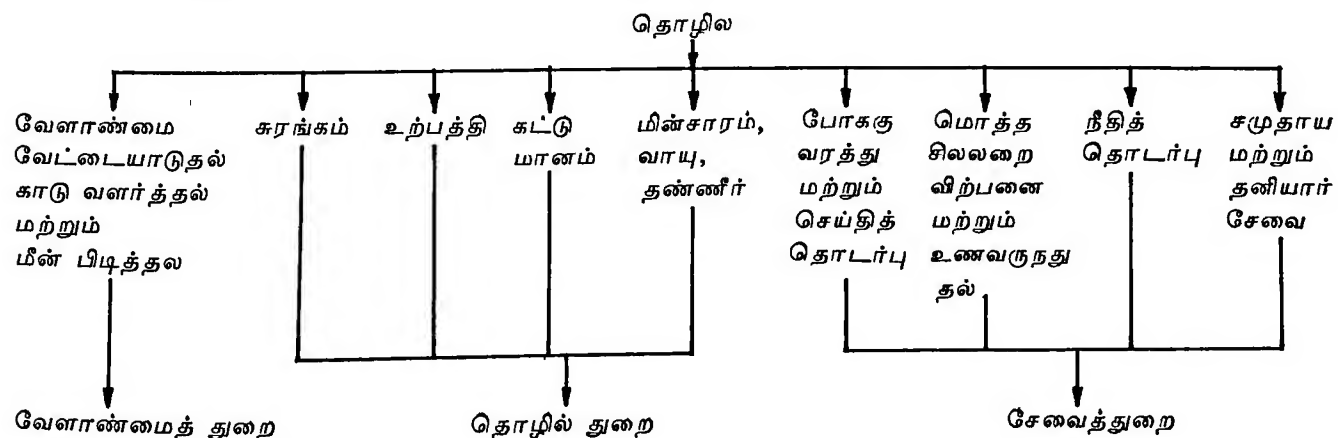 தொழில
வேளாண்மை
வேட்டையாடுதல்
காடு வளர்த்தல்
மற்றும்
மீன் பிடித்தல
சுரங்கம்
உற்பத்தி
கட்டு
மானம்
மின்சாரம்,
வாயு,
தண்ணீர்
போககு
வரத்து
மற்றும்
செய்தித்
தொடர்பு
மொத்த
சிலலறை
விற்பனை
மற்றும்
உணவருநது
தல்
நீதித்
தொடர்பு
சமுதாய
மற்றும்
தனியார்
சேவை
வேளாண்மைத் துறை
தொழில் துறை
சேவைத்துறை